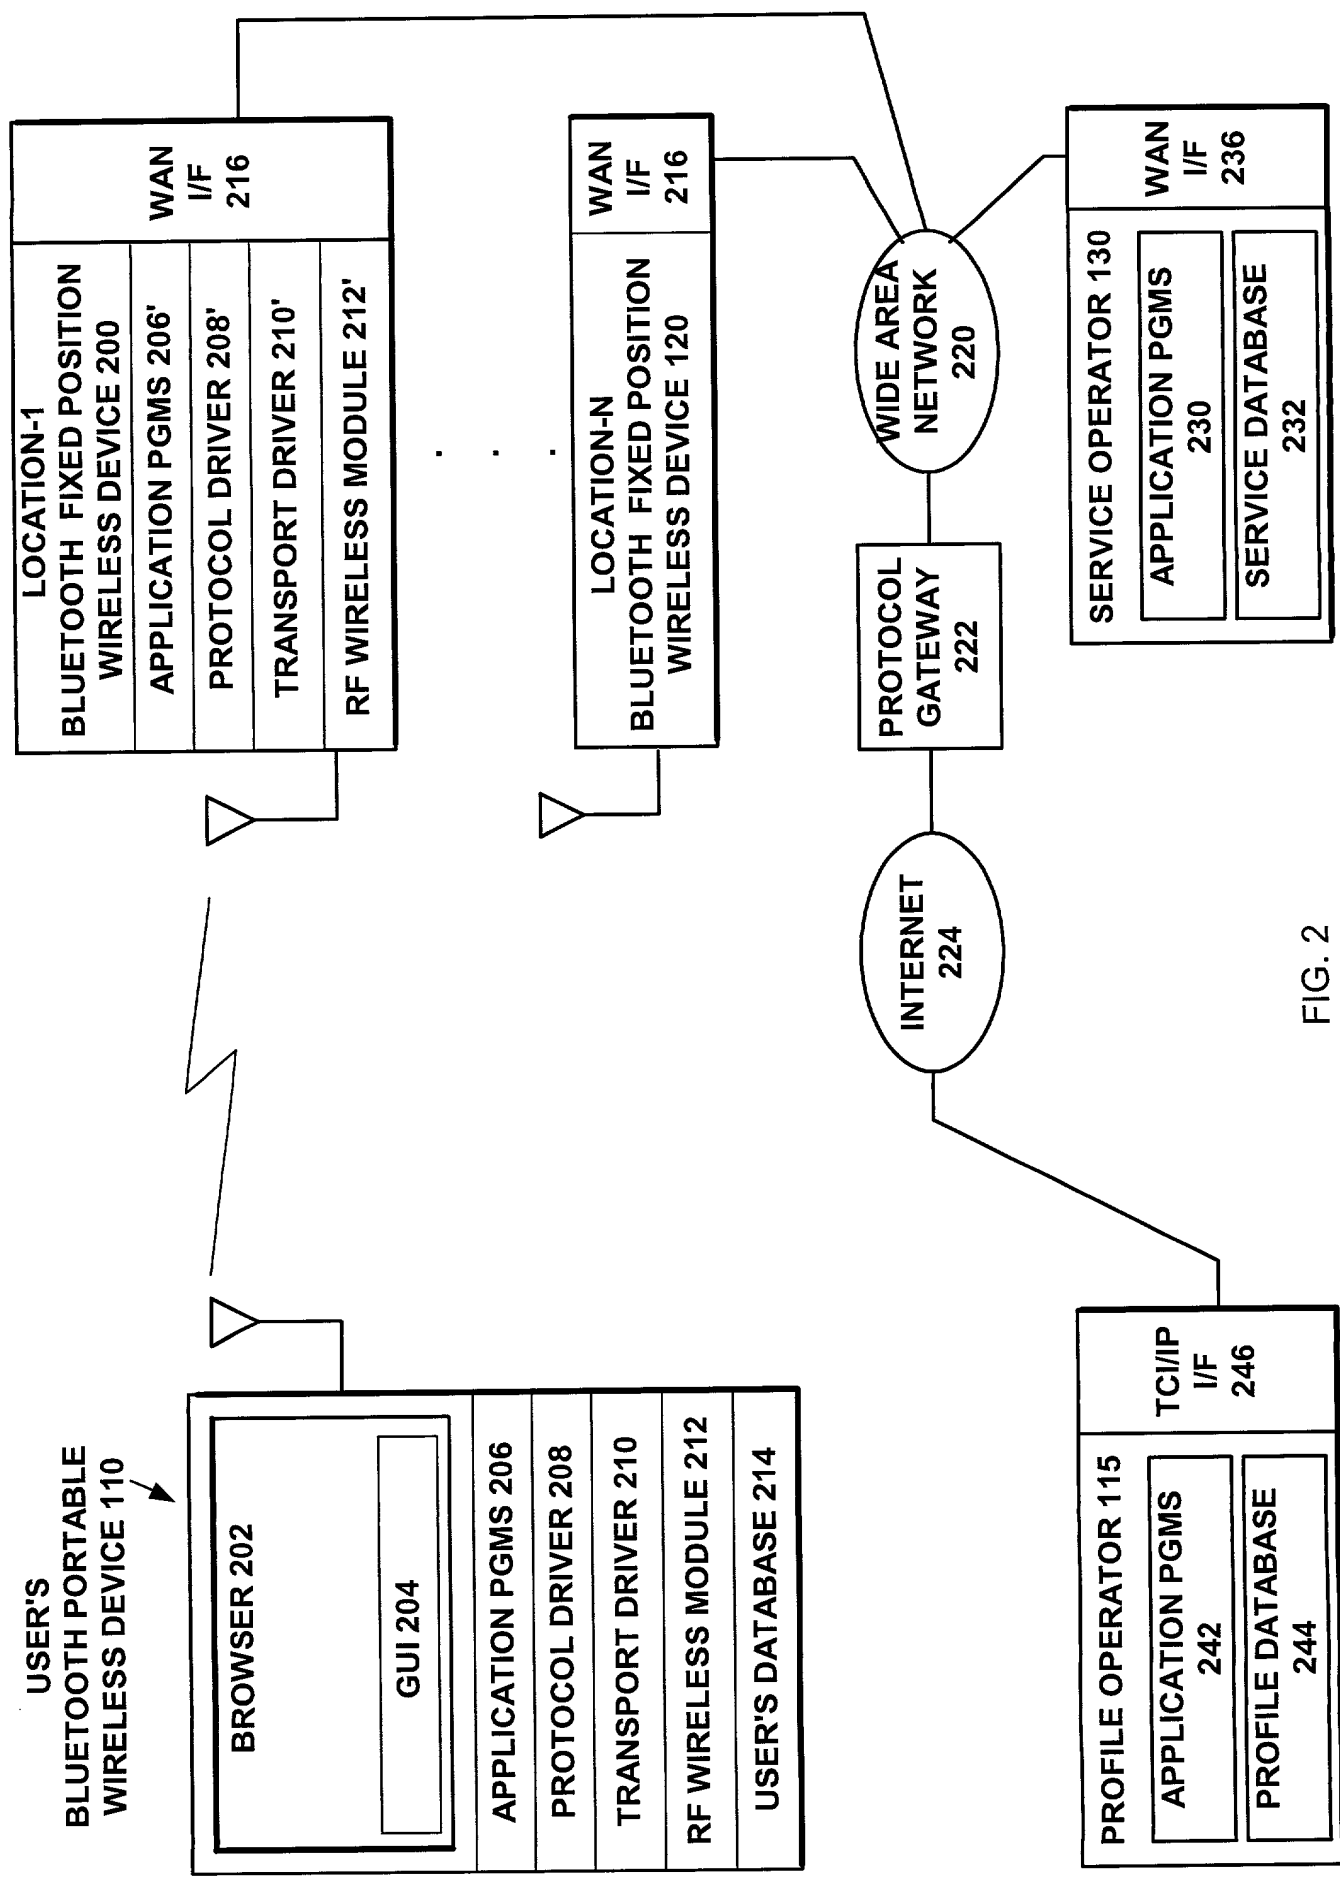 USER'S
BLUETOOTH PORTABLE
WIRELESS DEVICE 110
BROWSER 202
GUI 204
APPLICATION PGMS 206
PROTOCOL DRIVER 208
TRANSPORT DRIVER 210
RF WIRELESS MODULE 212
USER'S DATABASE 214
LOCATION-1
BLUETOOTH FIXED POSITION
WIRELESS DEVICE 200
APPLICATION PGMS 206'
PROTOCOL DRIVER 208'
TRANSPORT DRIVER 210'
RF WIRELESS MODULE 212'
WAN
I/F
216
. . .
LOCATION-N
BLUETOOTH FIXED POSITION
WIRELESS DEVICE 120
WAN
I/F
216
INTERNET
224
PROTOCOL
GATEWAY
222
WIDE AREA
NETWORK
220
PROFILE OPERATOR 115
APPLICATION PGMS
242
PROFILE DATABASE
244
TCI/IP
I/F
246
SERVICE OPERATOR 130
APPLICATION PGMS
230
SERVICE DATABASE
232
WAN
I/F
236
FIG. 2